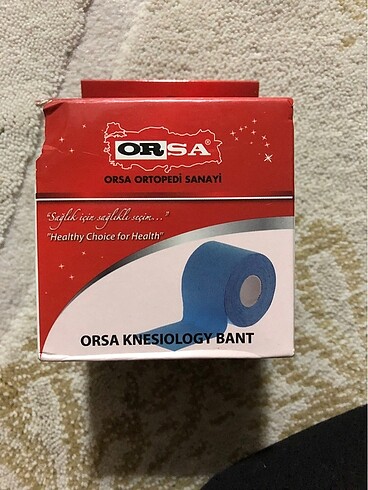 ORSA®
ORSA ORTOPEDİ SANAYİ
"Sağlık için sağlıklı seçim..."
"Healthy Choice for Health"
ORSA KNESIOLOGY BANT